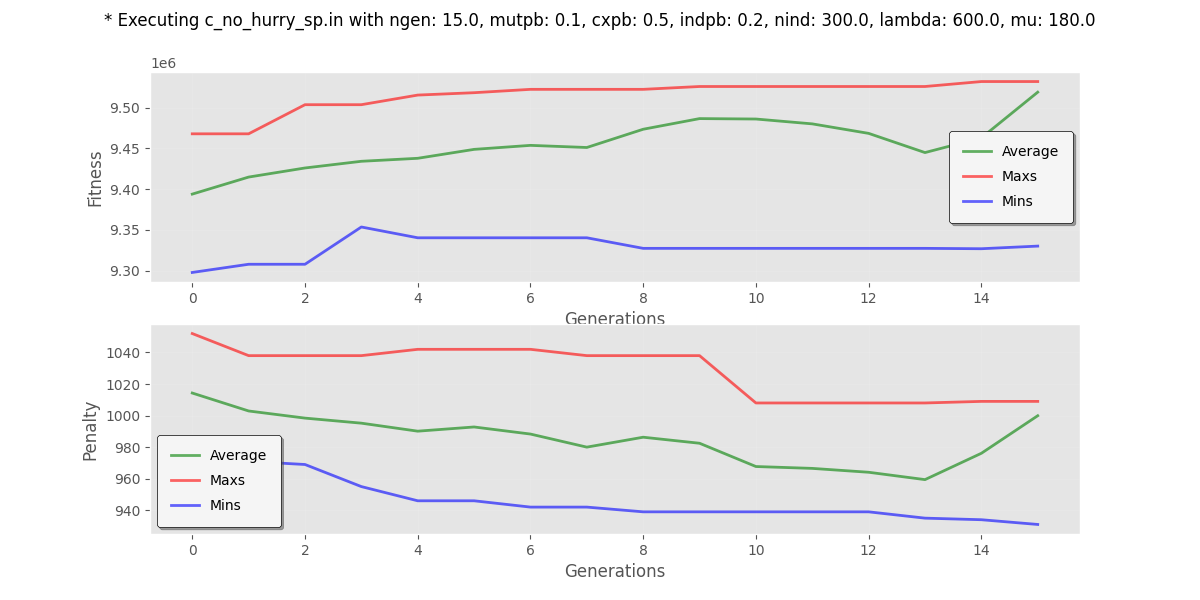 * Executing c_no_hurry_sp.in with ngen: 15.0, mutpb: 0.1, cxpb: 0.5, indpb: 0.2, nind: 300.0, lambda: 600.0, mu: 180.0
1e6
9.50
9.45
9.40
9.35
9.30
Fitness
Average
Maxs
Mins
0 2 4 6 8 10 12 14
Generations
1040
1020
1000
980
960
940
Penalty
Average
Maxs
Mins
0 2 4 6 8 10 12 14
Generations